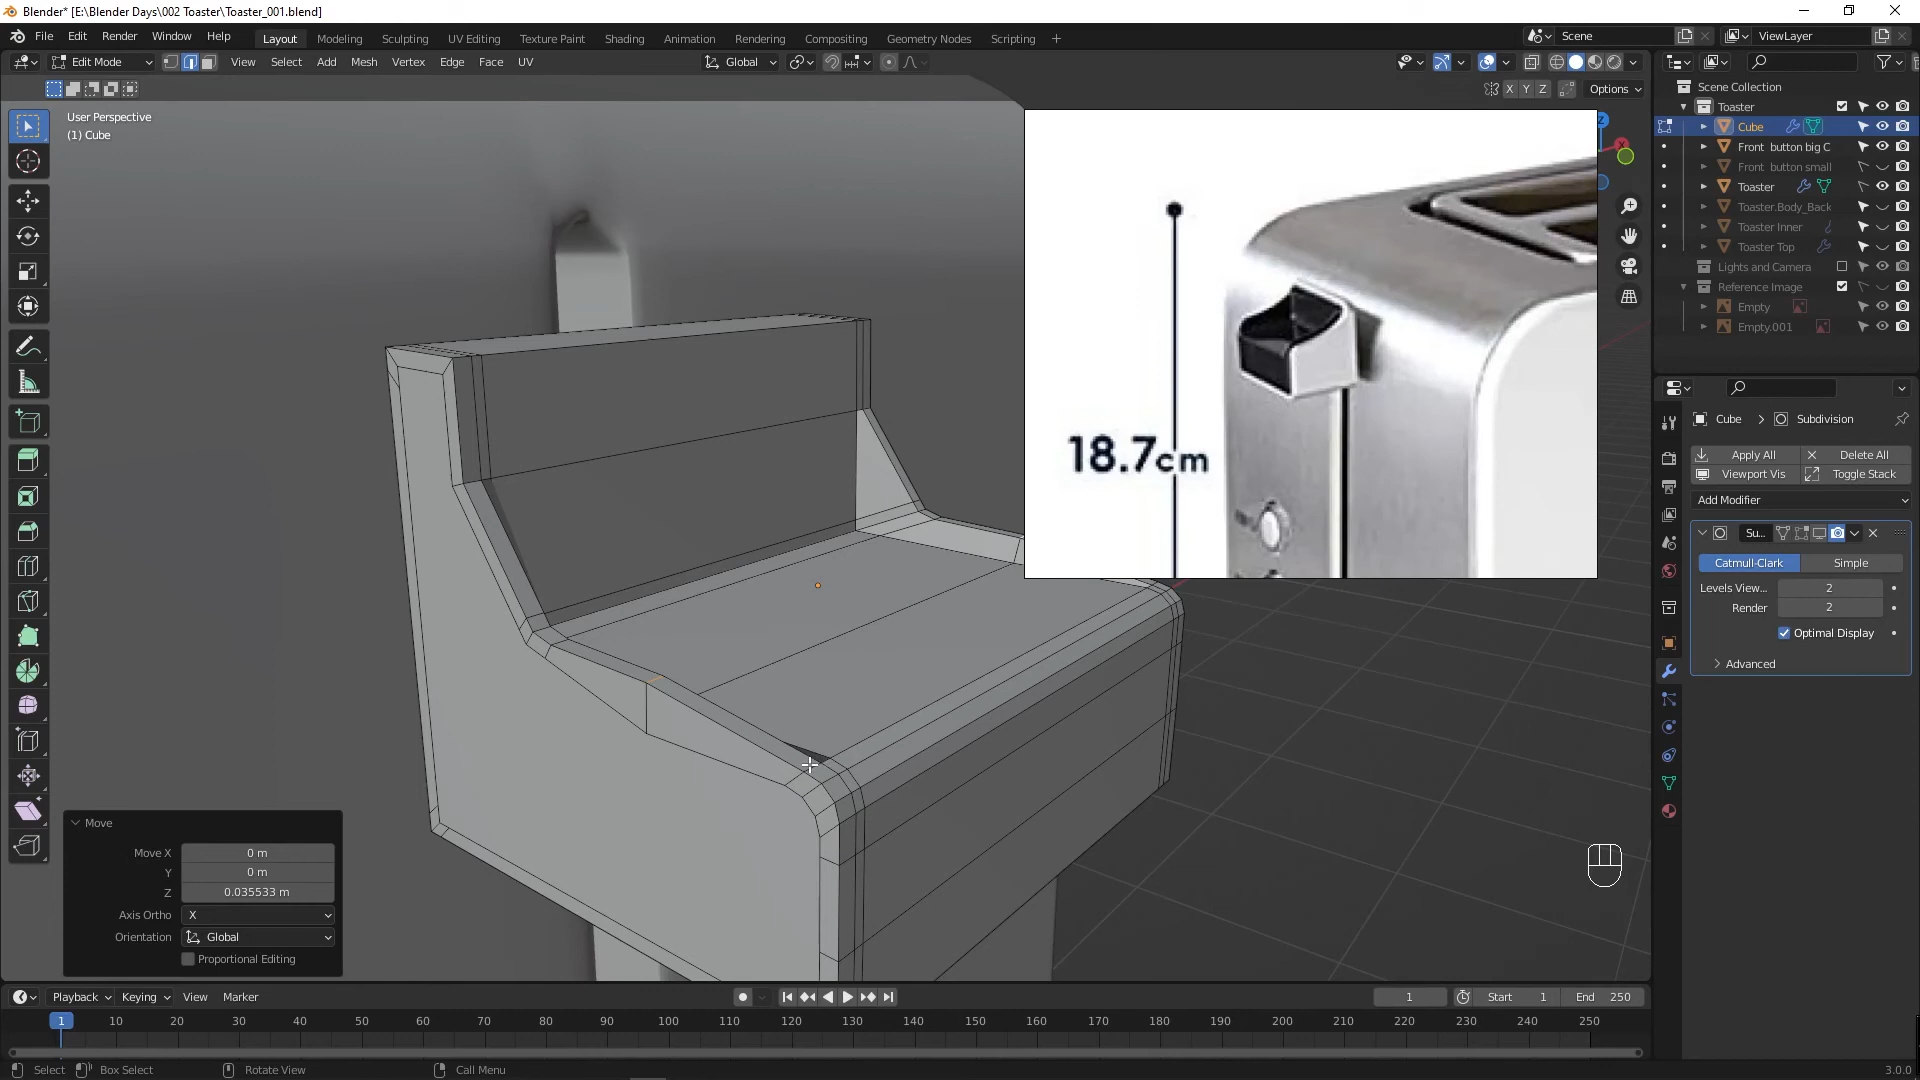 Blender* [E:\Blender Days\002 Toaster\Toaster_001.blend]
File Edit Render Window Help
Layout Modeling Sculpting UV Editing Texture Paint Shading Animation Rendering Compositing Geometry Nodes Scripting +
Scene
ViewLayer
Edit Mode
View Select Add Mesh Vertex Edge Face UV
Global
X Y Z
Options
User Perspective
(1) Cube
18.7cm
Z
X
Scene Collection
Toaster
Cube
Front button big C
Front button small
Toaster
Toaster.Body_Back
Toaster Inner
Toaster Top
Lights and Camera
Reference Image
Empty
Empty.001
Cube > Subdivision
Apply All
Delete All
Viewport Vis
Toggle Stack
Add Modifier
Su...
Catmull-Clark Simple
Levels View... 2
Render 2
Optimal Display
Advanced
Move
Move X 0 m
Y 0 m
Z 0.035533 m
Axis Ortho X
Orientation Global
Proportional Editing
Playback Keying View Marker
1
Start 1
End 250
1 10 20 30 40 50 60 70 80 90 100 110 120 130 140 150 160 170 180 190 200 210 220 230 240 250
Select Box Select Rotate View Call Menu
3.0.0